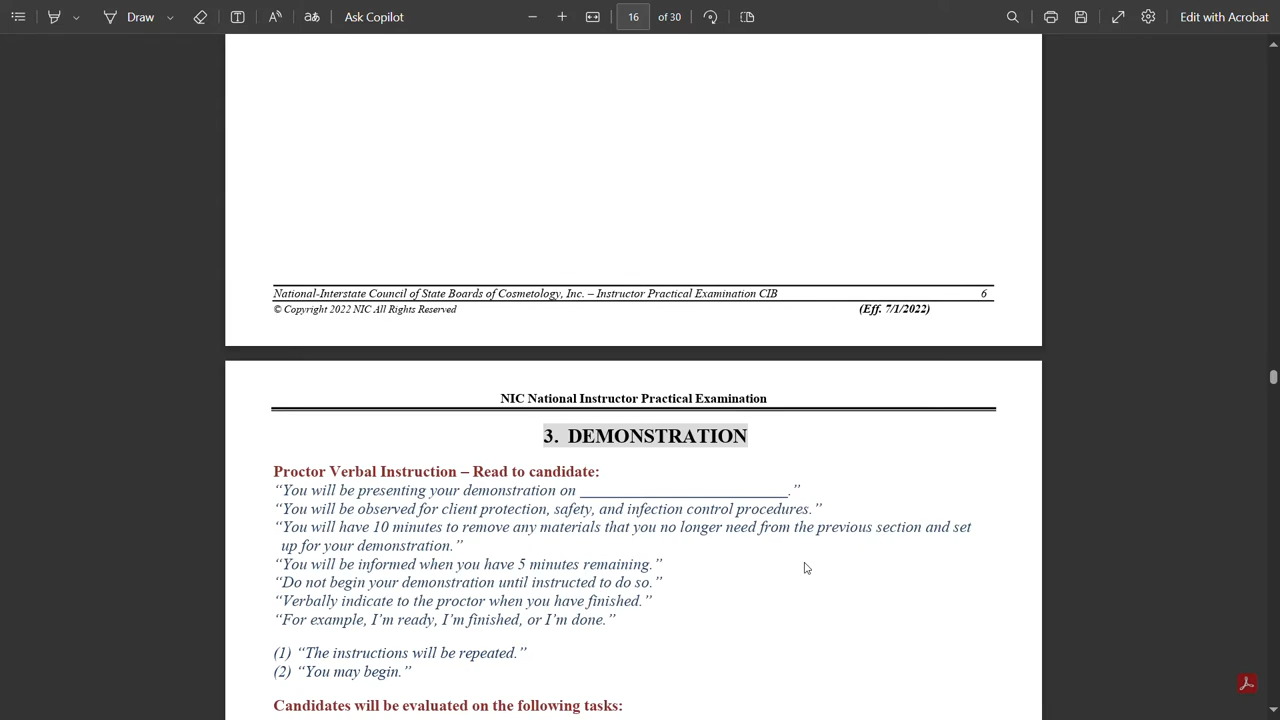 Draw
Ask Copilot
16
of 30
Edit with Acrobat
National-Interstate Council of State Boards of Cosmetology, Inc. – Instructor Practical Examination CIB 6
© Copyright 2022 NIC All Rights Reserved (Eff. 7/1/2022)
NIC National Instructor Practical Examination
3. DEMONSTRATION
Proctor Verbal Instruction – Read to candidate:
“You will be presenting your demonstration on __________________________.”
“You will be observed for client protection, safety, and infection control procedures.”
“You will have 10 minutes to remove any materials that you no longer need from the previous section and set
up for your demonstration.”
“You will be informed when you have 5 minutes remaining.”
“Do not begin your demonstration until instructed to do so.”
“Verbally indicate to the proctor when you have finished.”
“For example, I’m ready, I’m finished, or I’m done.”
(1) “The instructions will be repeated.”
(2) “You may begin.”
Candidates will be evaluated on the following tasks: